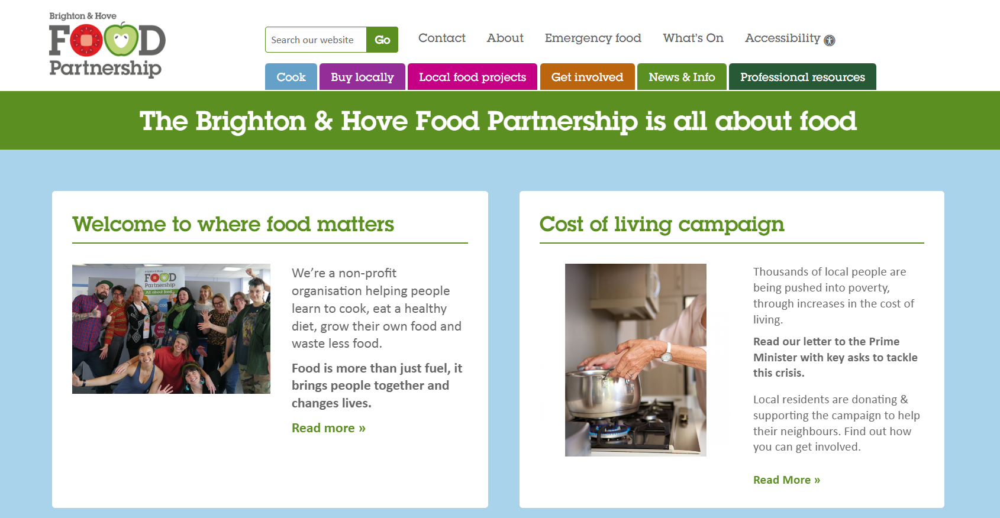 Brighton & Hove
FOOD
Partnership
Search our website
Go
Contact
About
Emergency food
What's On
Accessibility
Cook
Buy locally
Local food projects
Get involved
News & Info
Professional resources
The Brighton & Hove Food Partnership is all about food
Welcome to where food matters
Brighton & Hove
FOOD
Partnership
All about food
We’re a non-profit
organisation helping people
learn to cook, eat a healthy
diet, grow their own food and
waste less food.
Food is more than just fuel, it
brings people together and
changes lives.
Read more »
Cost of living campaign
Thousands of local people are
being pushed into poverty,
through increases in the cost of
living.
Read our letter to the Prime
Minister with key asks to tackle
this crisis.
Local residents are donating &
supporting the campaign to help
their neighbours. Find out how
you can get involved.
Read More »